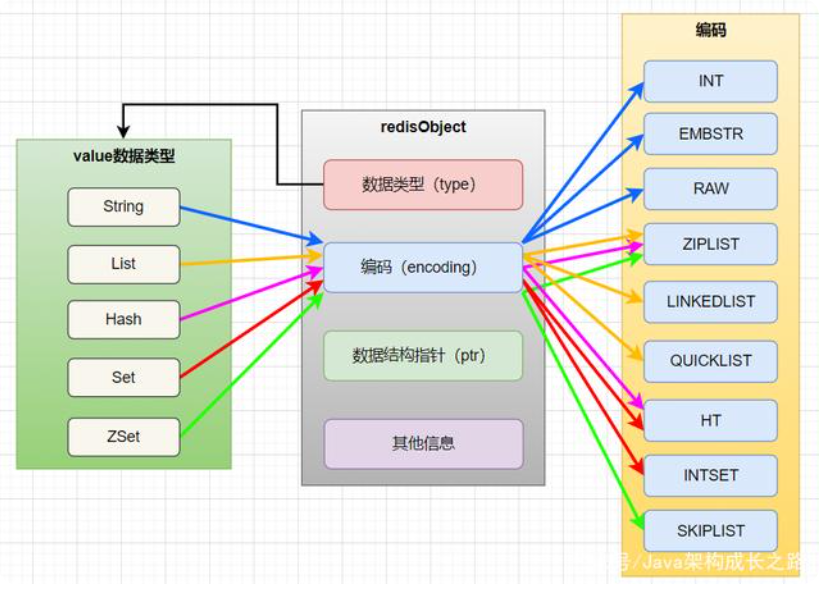 value数据类型
String
List
Hash
Set
ZSet
redisObject
数据类型（type）
编码（encoding）
数据结构指针（ptr）
其他信息
编码
INT
EMBSTR
RAW
ZIPLIST
LINKEDLIST
QUICKLIST
HT
INTSET
SKIPLIST
号/Java架构成长之路